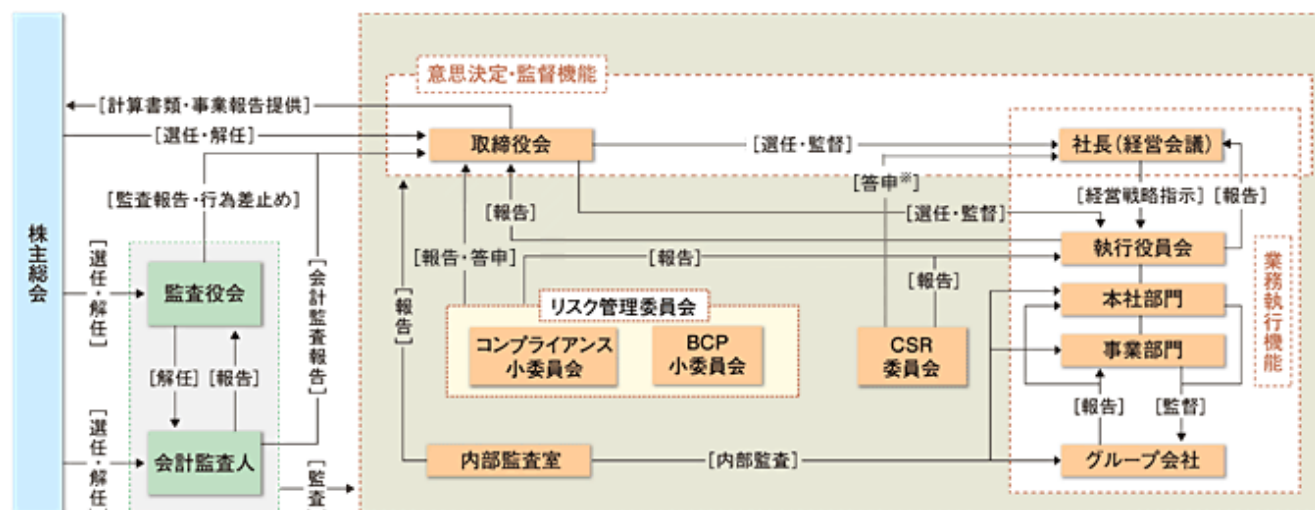 意思決定・監督機能
[計算書類・事業報告提供]
[選任・解任]
取締役会
[選任・監督]
社長(経営会議)
[答申※]
[監査報告・行為差止め]
[報告]
[選任・監督]
[経営戦略指示]
[報告]
株主総会
[選任・解任]
監査役会
[会計監査報告]
[報告・答申]
[報告]
執行役員会
業務執行機能
[報告]
[報告]
リスク管理委員会
本社部門
コンプライアンス
小委員会
BCP
小委員会
CSR
委員会
事業部門
[解任]
[報告]
[報告]
[監督]
[選任・解任]
会計監査人
[監査
内部監査室
[内部監査]
グループ会社